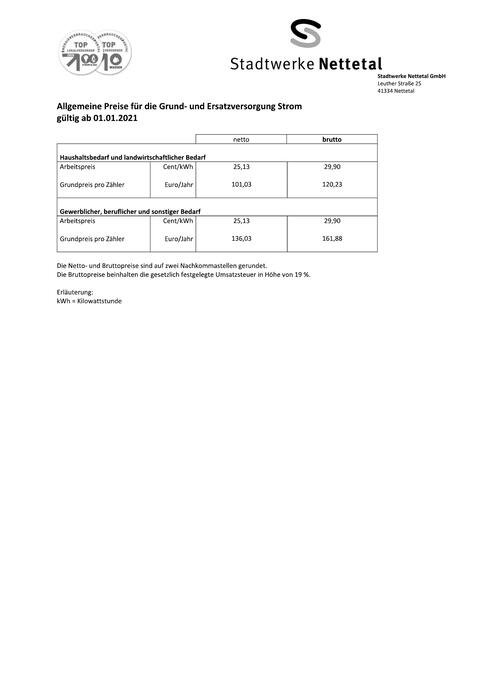 TOP
TOP
Stadtwerke Nettetal
Stadtwerke Nettetal GmbH
Leuther Straße 25
41334 Nettetal
Allgemeine Preise für die Grund- und Ersatzversorgung Strom
gültig ab 01.01.2021
netto brutto
Haushaltsbedarf und landwirtschaftlicher Bedarf
Arbeitspreis Cent/kWh 25,13 29,90
Grundpreis pro Zähler Euro/Jahr 101,03 120,23
Gewerblicher, beruflicher und sonstiger Bedarf
Arbeitspreis Cent/kWh 25,13 29,90
Grundpreis pro Zähler Euro/Jahr 136,03 161,88
Die Netto- und Bruttopreise sind auf zwei Nachkommastellen gerundet.
Die Bruttopreise beinhalten die gesetzlich festgelegte Umsatzsteuer in Höhe von 19 %.
Erläuterung:
kWh = Kilowattstunde